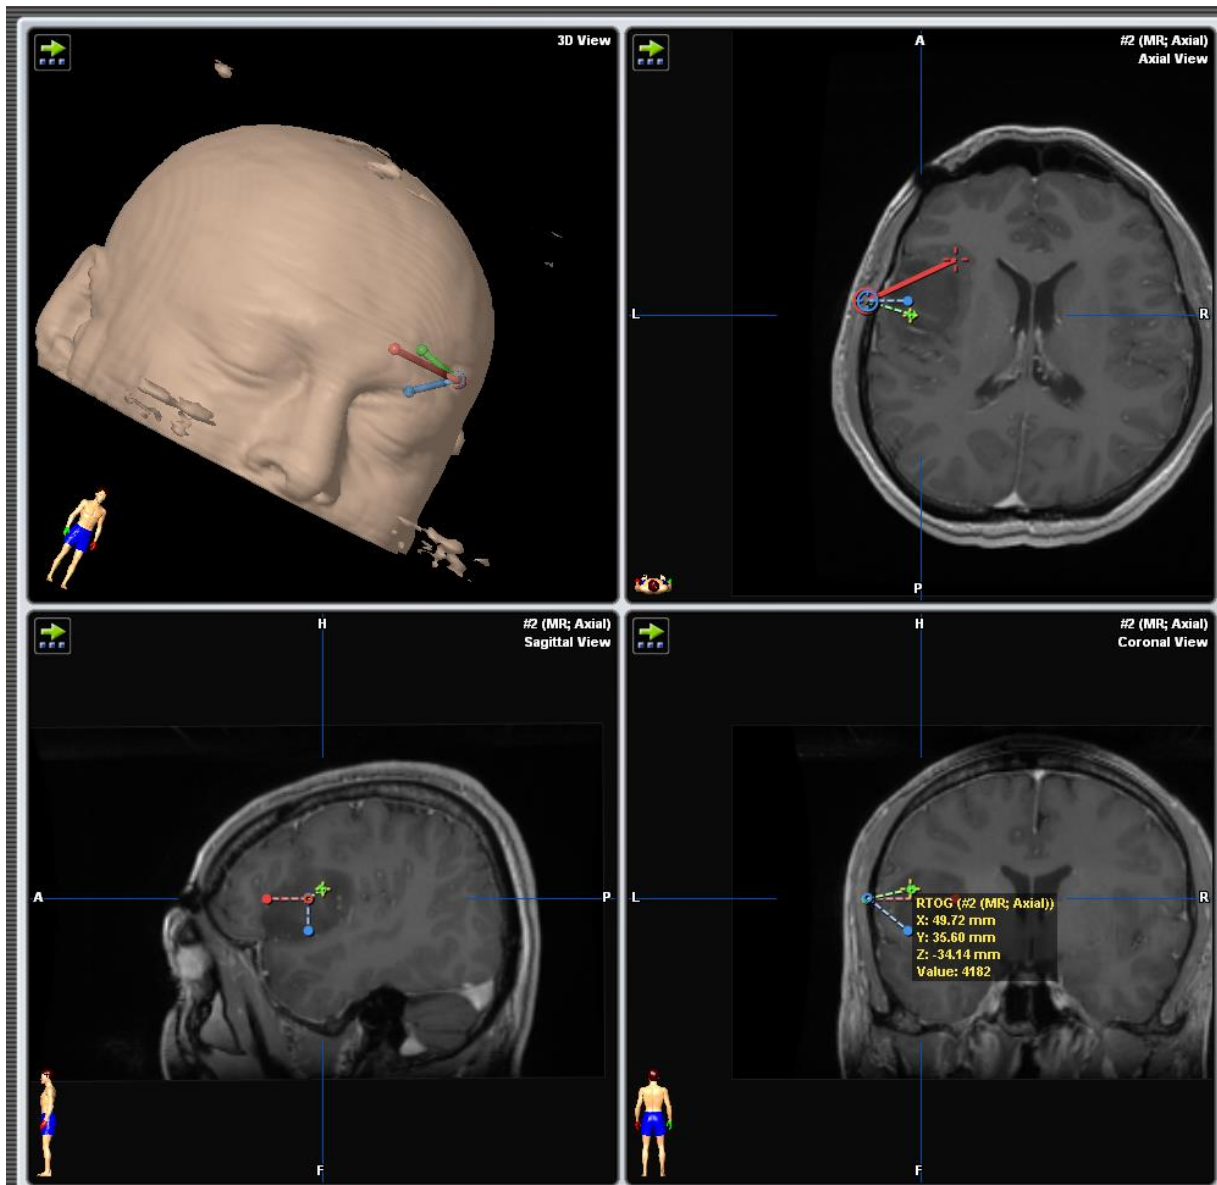 3D View
#2 (MR; Axial)
Axial View
A
L
R
P
#2 (MR; Axial)
Sagittal View
H
A
P
F
#2 (MR; Axial)
Coronal View
H
L
R
RTOG (#2 (MR; Axial))
X: 49.72 mm
Y: 35.60 mm
Z: -34.14 mm
Value: 4182
F